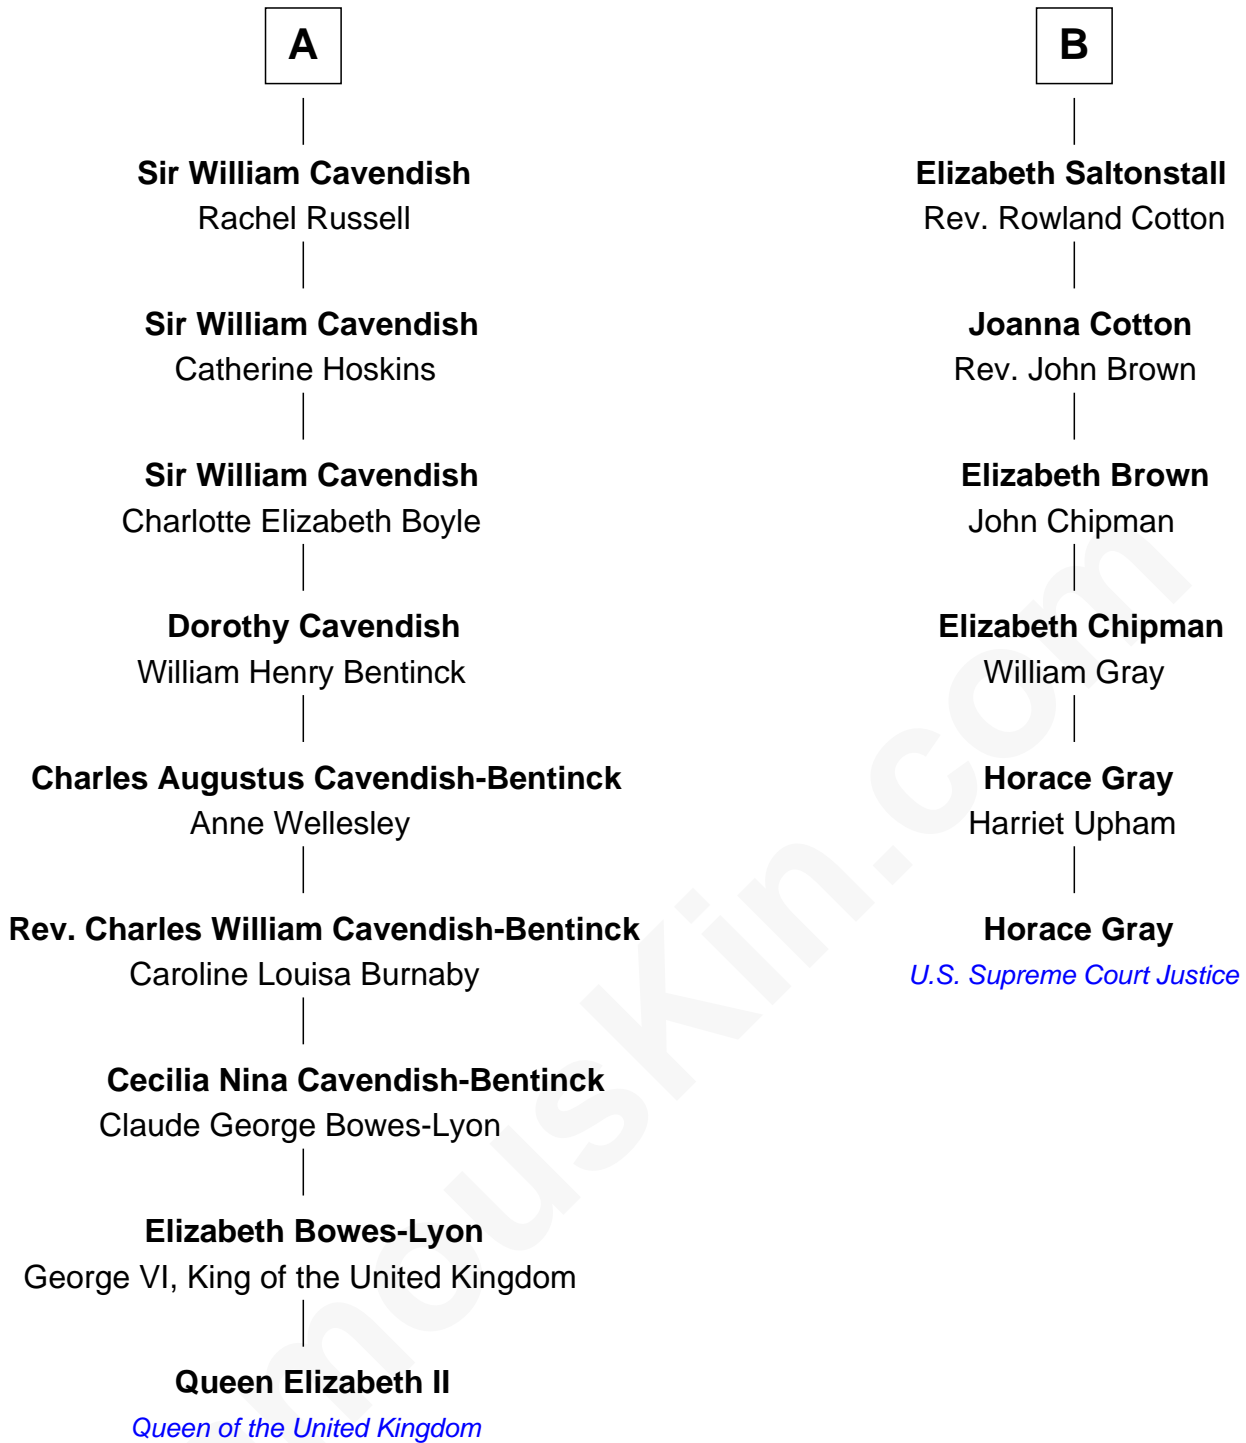 A
Sir William Cavendish
Rachel Russell
Sir William Cavendish
Catherine Hoskins
Sir William Cavendish
Charlotte Elizabeth Boyle
Dorothy Cavendish
William Henry Bentinck
Charles Augustus Cavendish-Bentinck
Anne Wellesley
Rev. Charles William Cavendish-Bentinck
Caroline Louisa Burnaby
Cecilia Nina Cavendish-Bentinck
Claude George Bowes-Lyon
Elizabeth Bowes-Lyon
George VI, King of the United Kingdom
Queen Elizabeth II
Queen of the United Kingdom
B
Elizabeth Saltonstall
Rev. Rowland Cotton
Joanna Cotton
Rev. John Brown
Elizabeth Brown
John Chipman
Elizabeth Chipman
William Gray
Horace Gray
Harriet Upham
Horace Gray
U.S. Supreme Court Justice
mouskin.com